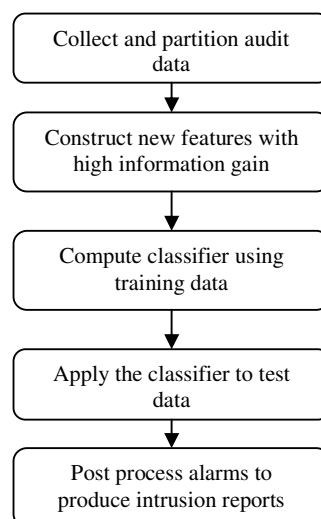 Collect and partition audit
data
Construct new features with
high information gain
Compute classifier using
training data
Apply the classifier to test
data
Post process alarms to
produce intrusion reports